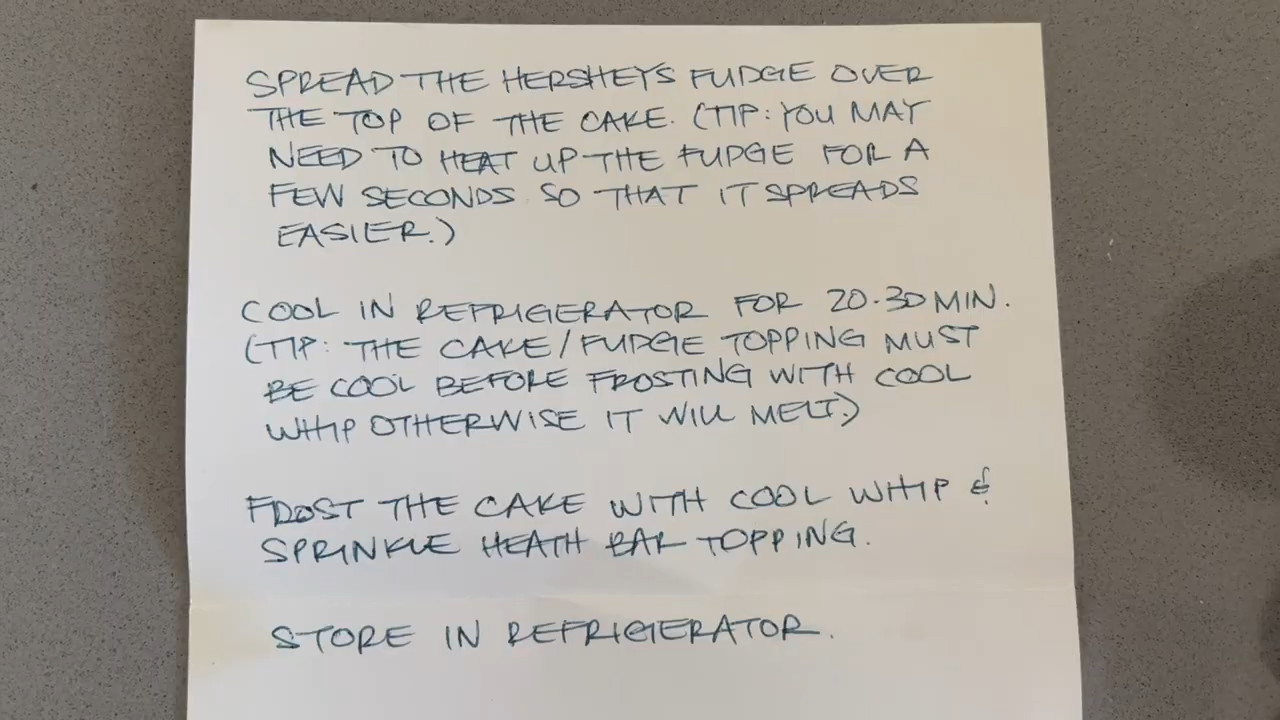 SPREAD THE HERSHEY'S FUDGE OVER
THE TOP OF THE CAKE. (TIP: YOU MAY
NEED TO HEAT UP THE FUDGE FOR A
FEW SECONDS SO THAT IT SPREADS
EASIER.)
COOL IN REFRIGERATOR FOR 20-30 MIN.
(TIP: THE CAKE/FUDGE TOPPING MUST
BE COOL BEFORE FROSTING WITH COOL
WHIP OTHERWISE IT WILL MELT.)
FROST THE CAKE WITH COOL WHIP &
SPRINKLE HEATH BAR TOPPING.
STORE IN REFRIGERATOR.